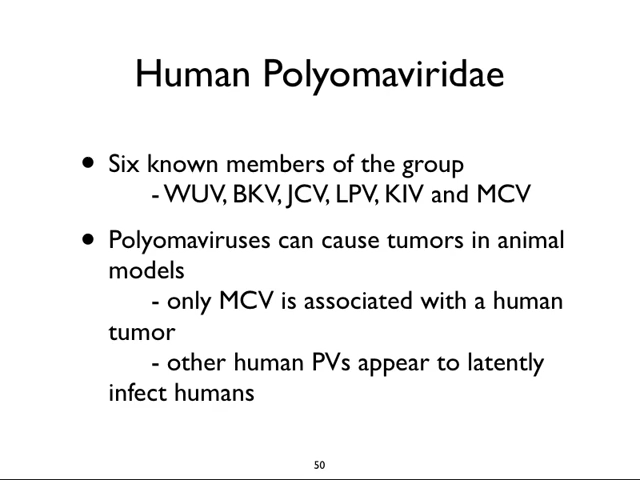 Human Polyomaviridae
• Six known members of the group
- WUV, BKV, JCV, LPV, KIV and MCV
• Polyomaviruses can cause tumors in animal
models
- only MCV is associated with a human
tumor
- other human PVs appear to latently
infect humans
50